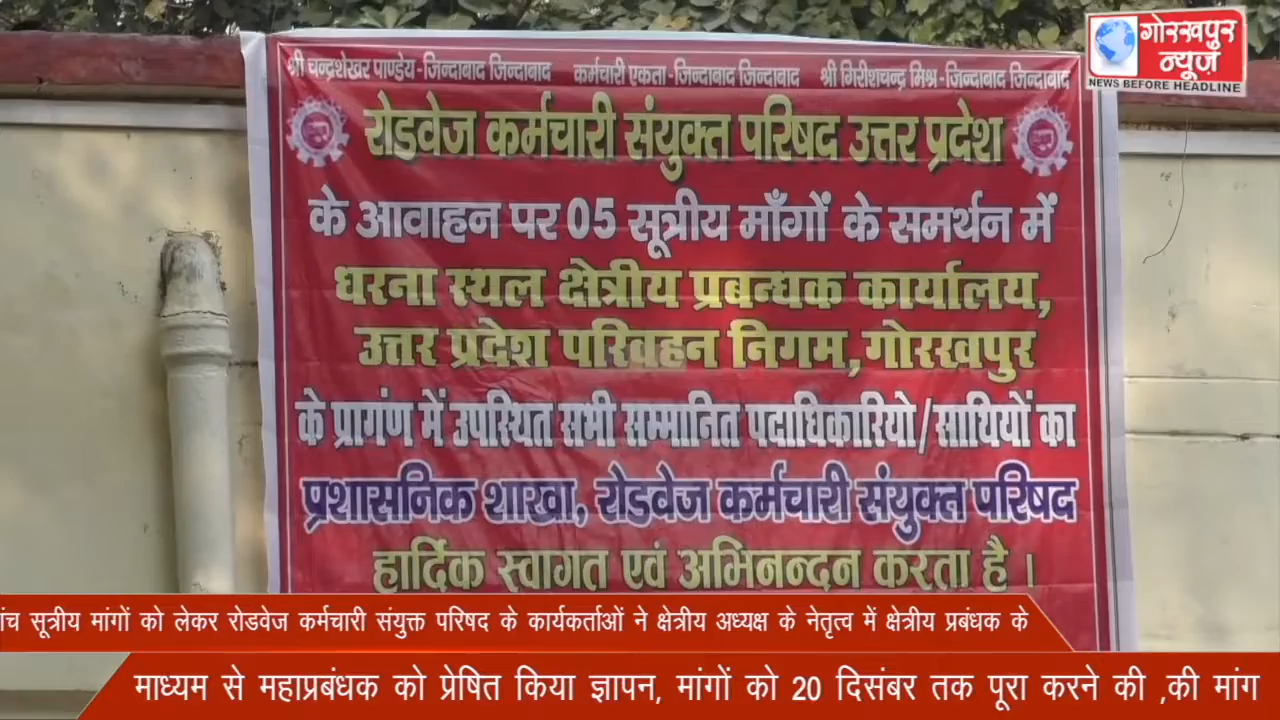 श्री चन्द्रशेखर पाण्डेय - जिन्दाबाद जिन्दाबाद कर्मचारी एकता - जिन्दाबाद जिन्दाबाद श्री गिरीशचन्द्र मिश्र - जिन्दाबाद जिन्दाबाद
गोरखपुर
न्यूज़
NEWS BEFORE HEADLINE
रोडवेज कर्मचारी संयुक्त परिषद उत्तर प्रदेश
के आवाहन पर 05 सूत्रीय माँगों के समर्थन में
धरना स्थल क्षेत्रीय प्रबन्धक कार्यालय,
उत्तर प्रदेश परिवहन निगम, गोरखपुर
के प्रागंण में उपस्थित सभी सम्मानित पदाधिकारियो/साथियों का
प्रशासनिक शाखा, रोडवेज कर्मचारी संयुक्त परिषद
हार्दिक स्वागत एवं अभिनन्दन करता है ।
सूत्रीय मांगों को लेकर रोडवेज कर्मचारी संयुक्त परिषद के कार्यकर्ताओं ने क्षेत्रीय अध्यक्ष के नेतृत्व में क्षेत्रीय प्रबंधक के
माध्यम से महाप्रबंधक को प्रेषित किया ज्ञापन, मांगों को 20 दिसंबर तक पूरा करने की ,की मांग